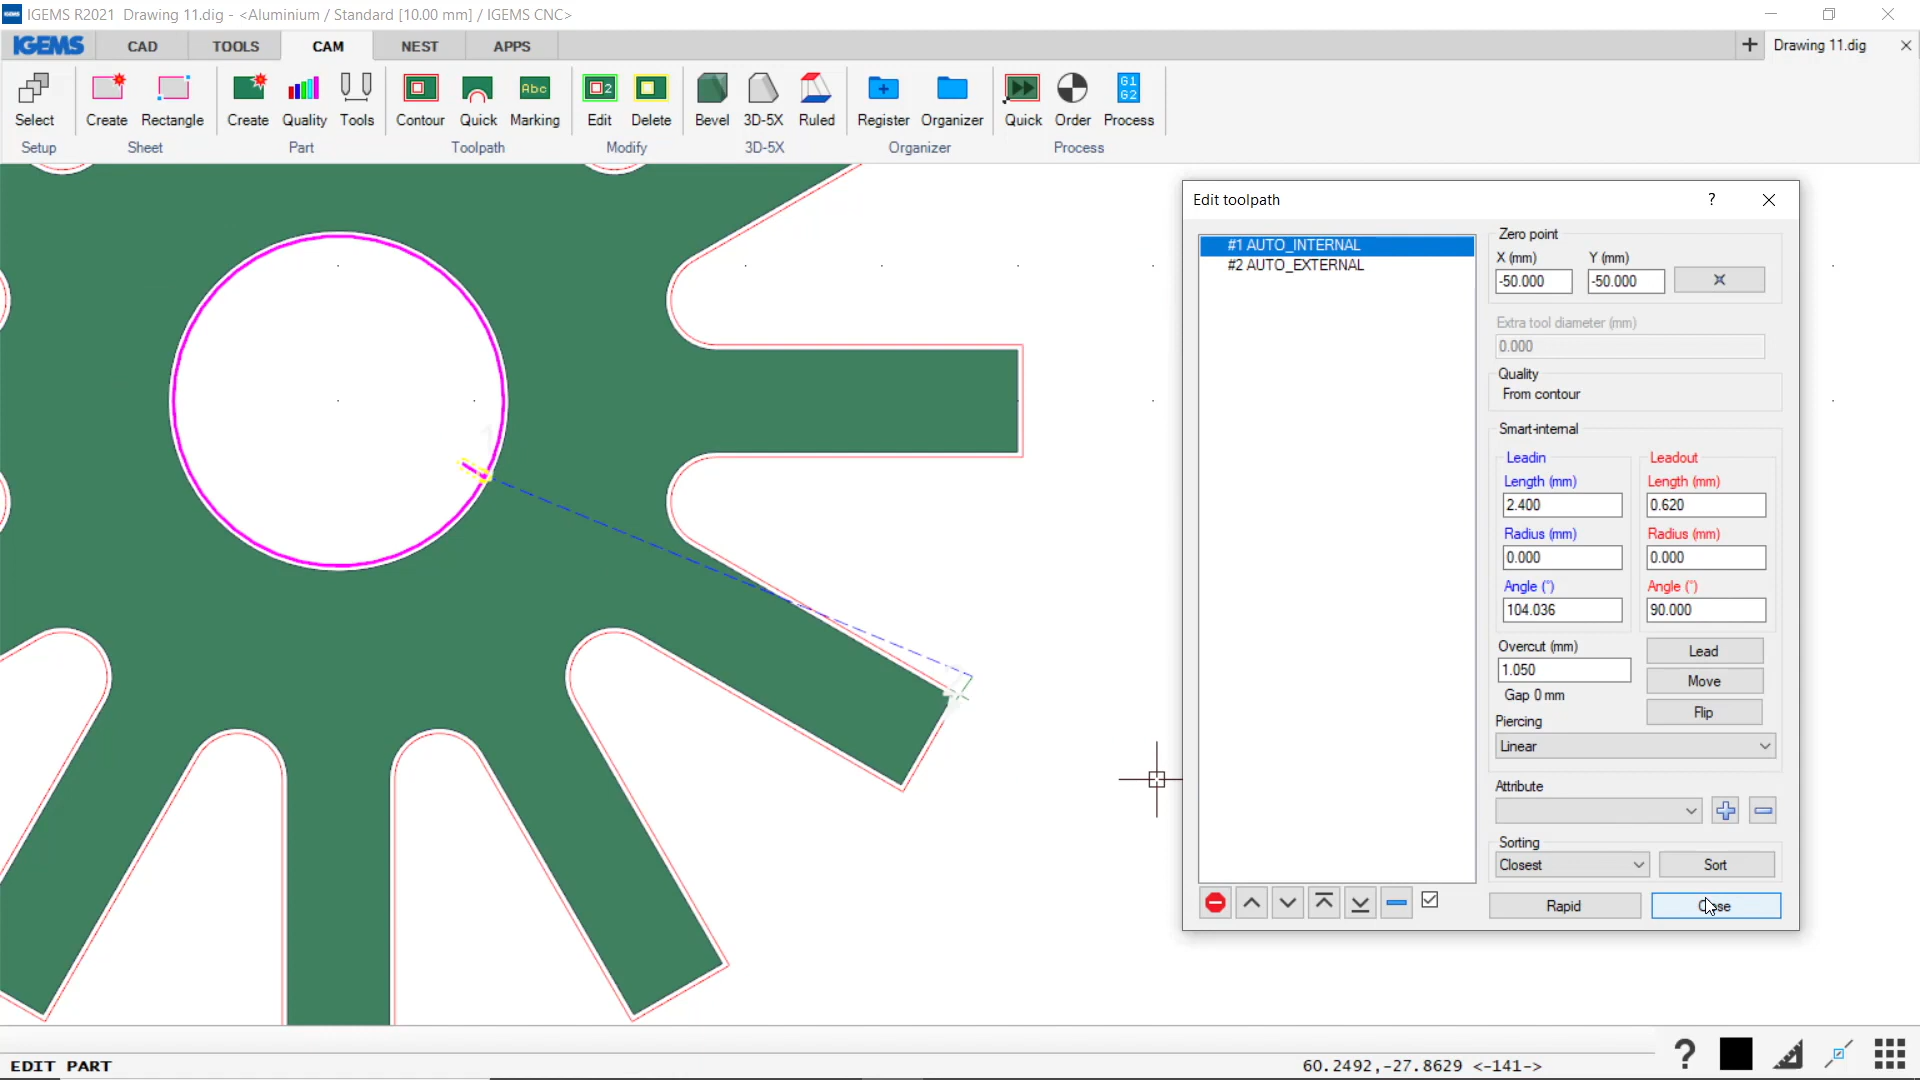 IGEMS R2021 Drawing 11.dig - <Aluminium / Standard [10.00 mm] / IGEMS CNC>
IGEMS CAD TOOLS CAM NEST APPS Drawing 11.dig
Select Create Rectangle Create Quality Tools Contour Quick Marking Edit Delete Bevel 3D-5X Ruled Register Organizer Quick Order Process
Abc
2
G1
G2
Setup Sheet Part Toolpath Modify 3D-5X Organizer Process
Edit toolpath ?
#1 AUTO_INTERNAL
#2 AUTO_EXTERNAL
Zero point
X (mm) Y (mm)
-50.000 -50.000
Extra tool diameter (mm)
0.000
Quality
From contour
Smart-internal
Leadin Leadout
Length (mm) Length (mm)
2.400 0.620
Radius (mm) Radius (mm)
0.000 0.000
Angle (°) Angle (°)
104.036 90.000
Overcut (mm) Lead
1.050 Move
Gap 0 mm
Flip
Piercing
Linear
Attribute
Sorting
Closest Sort
Rapid
EDIT PART 60.2492,-27.8629 <-141->
?